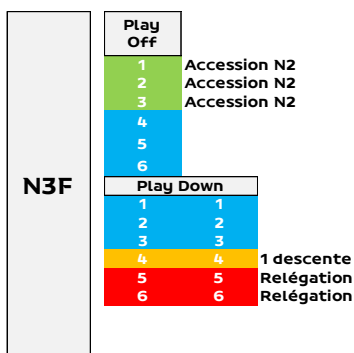 Play
Off
1 Accession N2
2 Accession N2
3 Accession N2
4
5
6
N3F
Play Down
1 1
2 2
3 3
4 4 1 descente
5 5 Relégation
6 6 Relégation